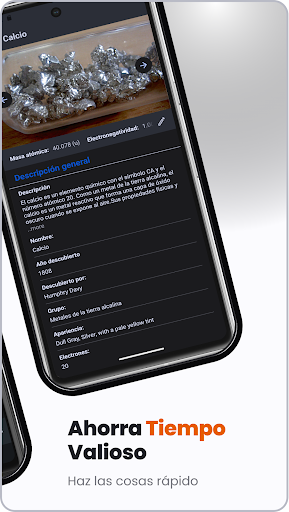 Calcio
Masa atómica: 40.078 (u) Electronegatividad:
Descripción general
Descripción
El calcio es un elemento químico con el símbolo CA y el
número atómico 20. Como un metal de la tierra alcalina, el
calcio es un metal reactivo que forma una capa de óxido
oscuro cuando se expone al aire.Sus propiedades físicas y
...more
Nombre:
Calcio
Año descubierto
1808
Descubierto por:
Humphry Davy
Grupo:
Metales de la tierra alcalina
Apariencia:
Dull Gray, Silver, with a pale yellow tint
Electrones:
20
Ahorra Tiempo
Valioso
Haz las cosas rápido